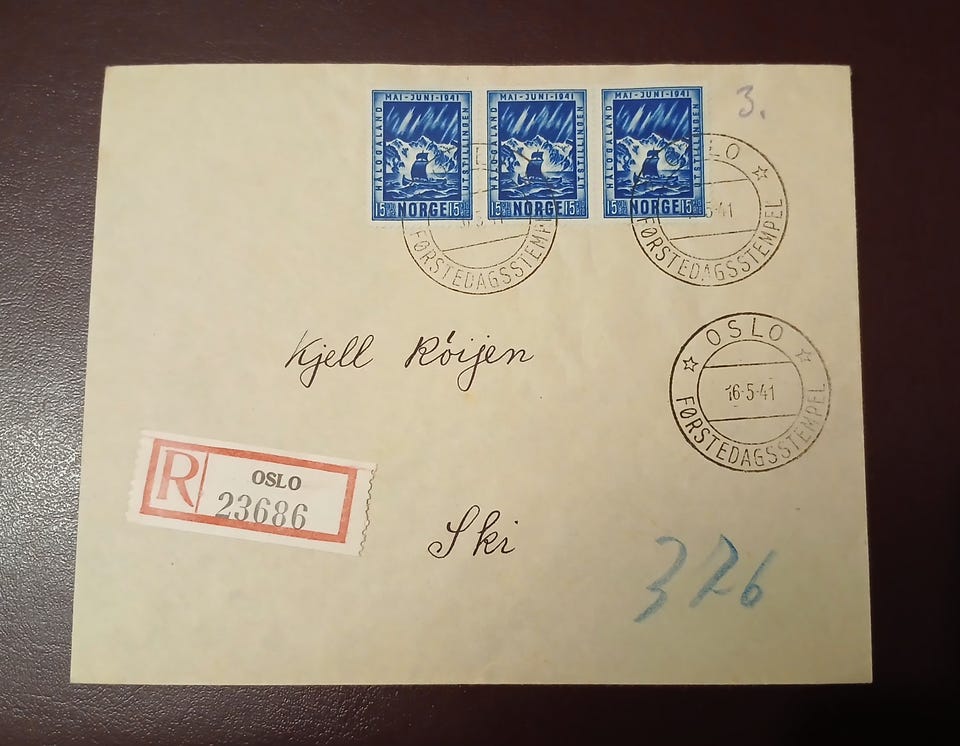 MAI-JUNI-1941 MAI-JUNI-1941 MAI-JUNI-1941
HÅLOGALAND UTSTILLINGEN HÅLOGALAND UTSTILLINGEN HÅLOGALAND UTSTILLINGEN
15 NORGE 15 15 NORGE 15 15 NORGE 15
3.
FØRSTEDAGSSTEMPEL
OSLO
FØRSTEDAGSSTEMPEL
OSLO
16-5-41
FØRSTEDAGSSTEMPEL
Kjell Röijen
R OSLO
23686
Ski
326